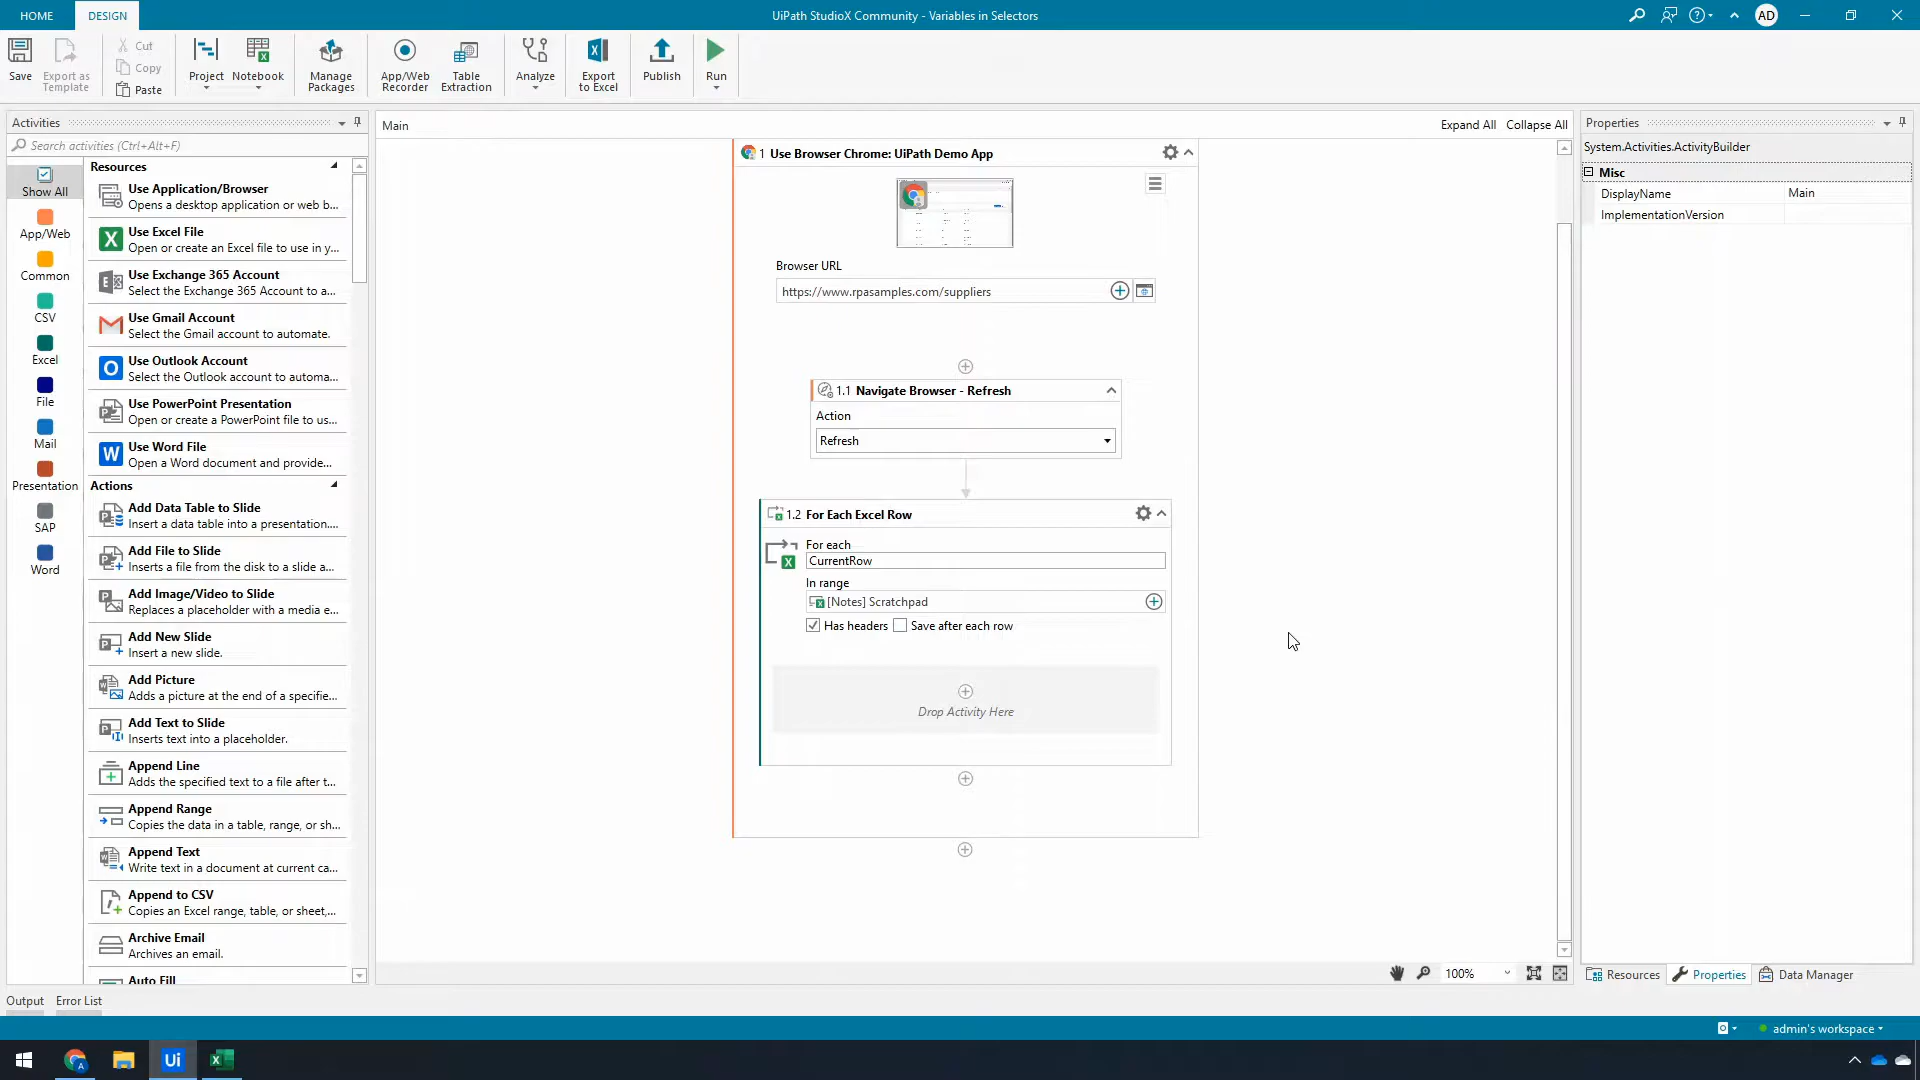 HOME
DESIGN
UiPath StudioX Community - Variables in Selectors
AD
Save
Export as
Template
Cut
Copy
Paste
Project
Notebook
Manage
Packages
App/Web
Recorder
Table
Extraction
Analyze
Export
to Excel
Publish
Run
Activities
Search activities (Ctrl+Alt+F)
Show All
App/Web
Common
CSV
Excel
File
Mail
Presentation
SAP
Word
Resources
Use Application/Browser
Opens a desktop application or web b...
Use Excel File
Open or create an Excel file to use in y...
Use Exchange 365 Account
Select the Exchange 365 Account to a...
Use Gmail Account
Select the Gmail account to automate.
Use Outlook Account
Select the Outlook account to automa...
Use PowerPoint Presentation
Open or create a PowerPoint file to us...
Use Word File
Open a Word document and provide...
Actions
Add Data Table to Slide
Insert a data table into a presentation....
Add File to Slide
Inserts a file from the disk to a slide a...
Add Image/Video to Slide
Replaces a placeholder with a media e...
Add New Slide
Insert a new slide.
Add Picture
Adds a picture at the end of a specifie...
Add Text to Slide
Inserts text into a placeholder.
Append Line
Adds the specified text to a file after t...
Append Range
Copies the data in a table, range, or sh...
Append Text
Write text in a document at current ca...
Append to CSV
Copies an Excel range, table, or sheet,...
Archive Email
Archives an email.
Auto Fill
Main
Expand All
Collapse All
1 Use Browser Chrome: UiPath Demo App
Browser URL
https://www.rpasamples.com/suppliers
1.1 Navigate Browser - Refresh
Action
Refresh
1.2 For Each Excel Row
For each
CurrentRow
In range
[Notes] Scratchpad
Has headers
Save after each row
Drop Activity Here
100%
Properties
System.Activities.ActivityBuilder
Misc
DisplayName
Main
ImplementationVersion
Resources
Properties
Data Manager
Output
Error List
admin's workspace
Ui